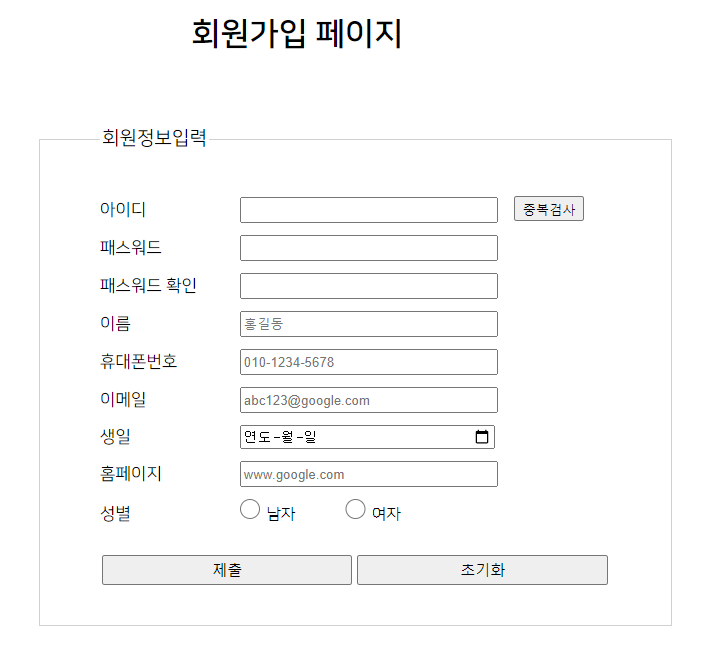 회원가입 페이지
회원정보입력
아이디 중복검사
패스워드
패스워드 확인
이름 홍길동
휴대폰번호 010-1234-5678
이메일 abc123@google.com
생일 연도-월-일
홈페이지 www.google.com
성별 남자 여자
제출 초기화